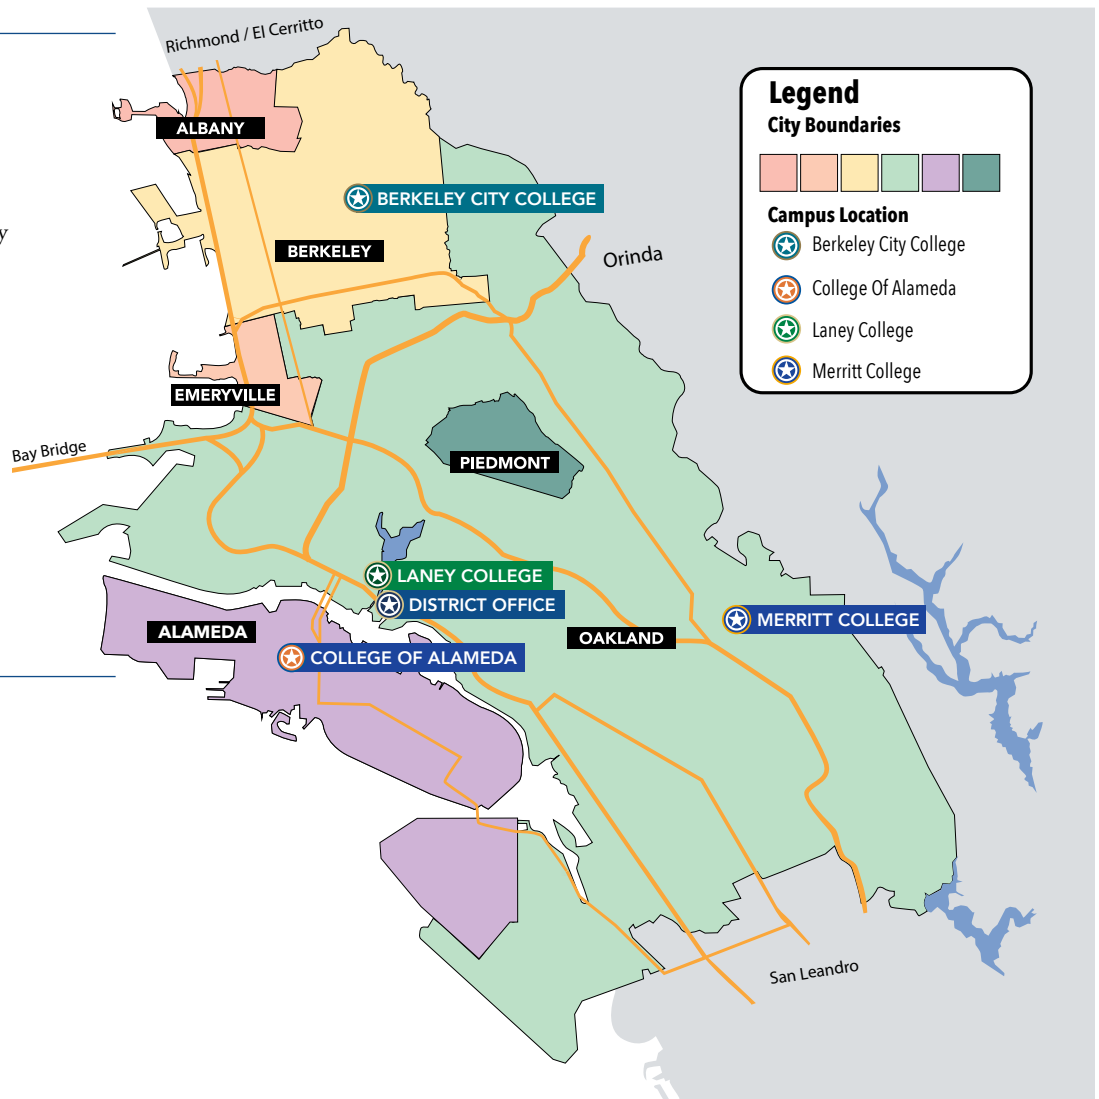 Richmond / El Cerritto
ALBANY
Legend
City Boundaries
Campus Location
Berkeley City College
College Of Alameda
Laney College
Merritt College
BERKELEY CITY COLLEGE
y
BERKELEY
Orinda
EMERYVILLE
Bay Bridge
PIEDMONT
LANEY COLLEGE
DISTRICT OFFICE
MERRITT COLLEGE
ALAMEDA
OAKLAND
COLLEGE OF ALAMEDA
San Leandro